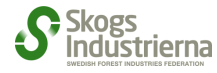 Skogs
Industrierna
SWEDISH FOREST INDUSTRIES FEDERATION